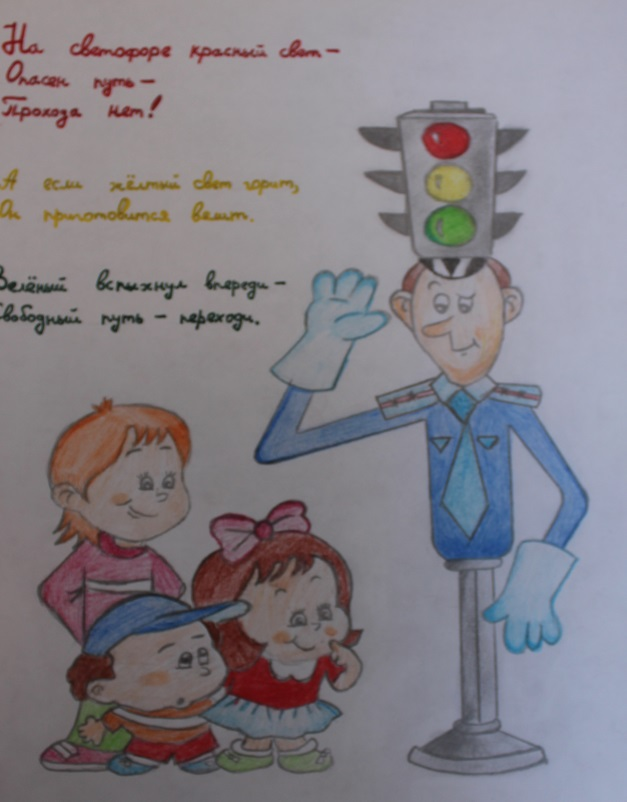 На светофоре красный свет -
Опасен путь -
Прохода нет!
А если жёлтый свет горит,
Он приготовится велит.
Зелёный вспыхнул впереди -
Свободный путь - переходи.